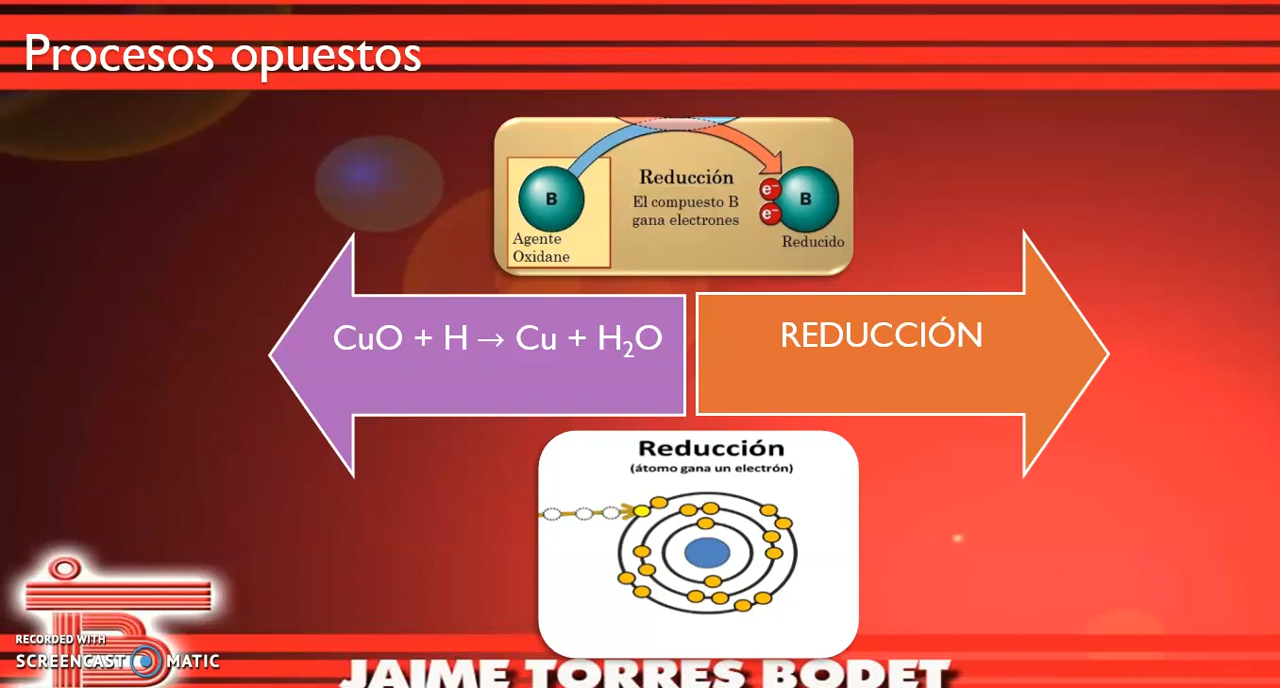 Procesos opuestos
Reducción
El compuesto B
gana electrones
B
Agente
Oxidane
e⁻
e⁻
B
Reducido
CuO + H → Cu + H₂O
REDUCCIÓN
Reducción
(átomo gana un electrón)
RECORDED WITH
SCREENCAST MATIC
JAIME TORRES BODET